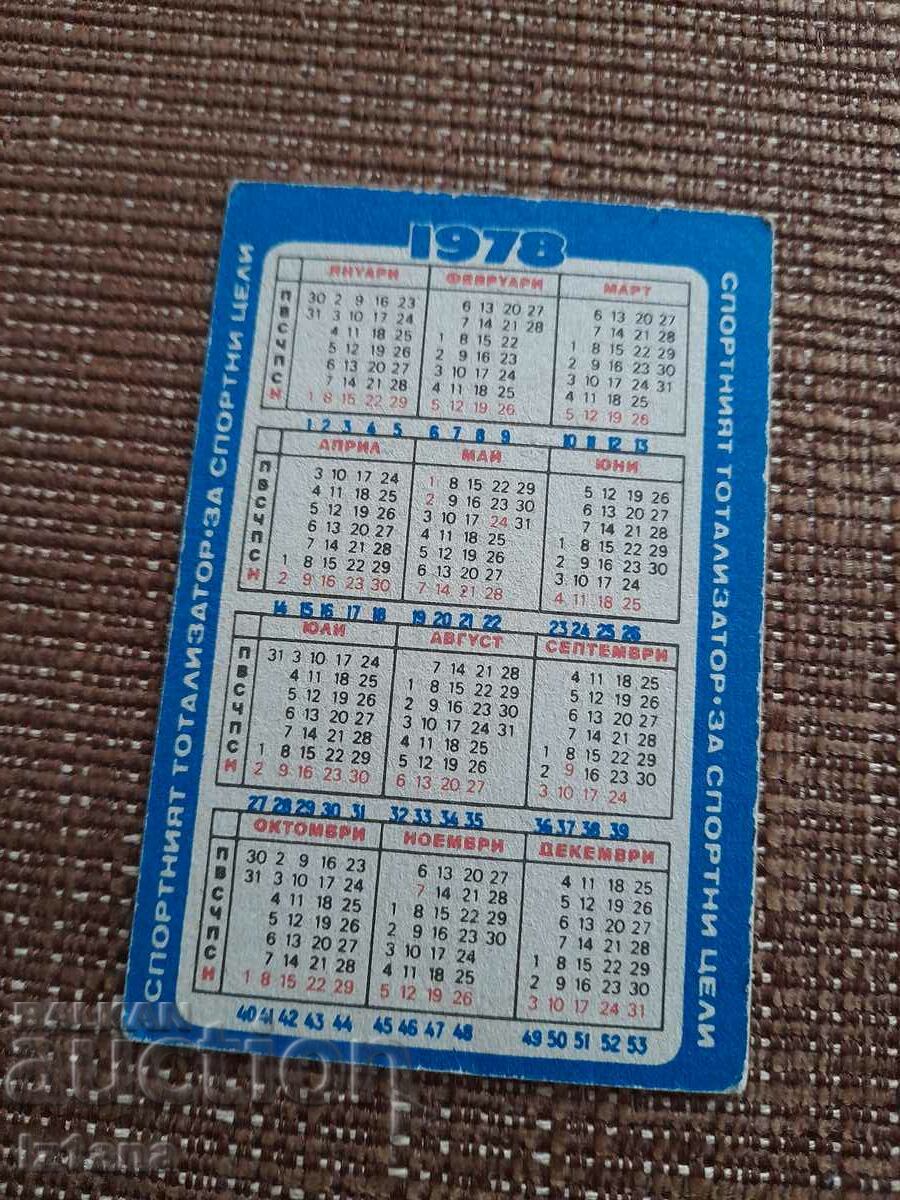 1978
СПОРТНИЯТ ТОТАЛИЗАТОР·ЗА СПОРТНИ ЦЕЛИ
ЯНУАРИ ФЕВРУАРИ МАРТ
П 30 2 9 16 23 6 13 20 27 6 13 20 27
В 31 3 10 17 24 7 14 21 28 7 14 21 28
С 4 11 18 25 1 8 15 22 1 8 15 22 29
Ч 5 12 19 26 2 9 16 23 2 9 16 23 30
П 6 13 20 27 3 10 17 24 3 10 17 24 31
С 7 14 21 28 4 11 18 25 4 11 18 25
Н 1 8 15 22 29 5 12 19 26 5 12 19 26
1 2 3 4 5 6 7 8 9 10 11 12 13
АПРИЛ МАЙ ЮНИ
П 3 10 17 24 1 8 15 22 29 5 12 19 26
В 4 11 18 25 2 9 16 23 30 6 13 20 27
С 5 12 19 26 3 10 17 24 31 7 14 21 28
Ч 6 13 20 27 4 11 18 25 1 8 15 22 29
П 7 14 21 28 5 12 19 26 2 9 16 23 30
С 1 8 15 22 29 6 13 20 27 3 10 17 24
Н 2 9 16 23 30 7 14 21 28 4 11 18 25
14 15 16 17 18 19 20 21 22 23 24 25 26
ЮЛИ АВГУСТ СЕПТЕМВРИ
П 31 3 10 17 24 7 14 21 28 4 11 18 25
В 4 11 18 25 1 8 15 22 29 5 12 19 26
С 5 12 19 26 2 9 16 23 30 6 13 20 27
Ч 6 13 20 27 3 10 17 24 31 7 14 21 28
П 7 14 21 28 4 11 18 25 1 8 15 22 29
С 1 8 15 22 29 5 12 19 26 2 9 16 23 30
Н 2 9 16 23 30 6 13 20 27 3 10 17 24
27 28 29 30 31 32 33 34 35 36 37 38 39
ОКТОМВРИ НОЕМВРИ ДЕКЕМВРИ
П 30 2 9 16 23 6 13 20 27 4 11 18 25
В 31 3 10 17 24 7 14 21 28 5 12 19 26
С 4 11 18 25 1 8 15 22 29 6 13 20 27
Ч 5 12 19 26 2 9 16 23 30 7 14 21 28
П 6 13 20 27 3 10 17 24 1 8 15 22 29
С 7 14 21 28 4 11 18 25 2 9 16 23 30
Н 1 8 15 22 29 5 12 19 26 3 10 17 24 31
40 41 42 43 44 45 46 47 48 49 50 51 52 53
СПОРТНИЯТ ТОТАЛИЗАТОР·ЗА СПОРТНИ ЦЕЛИ
BALKAN
auction
iz1ana